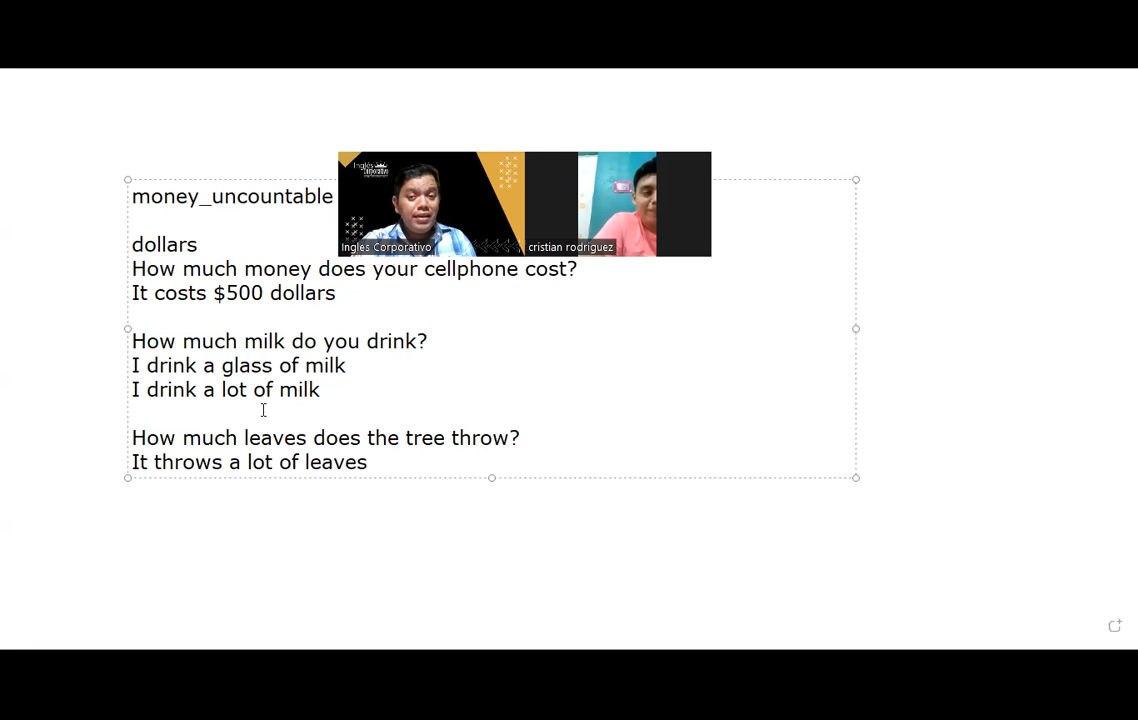 money_uncountable
Inglés
Corporativo
Ingles Corporativo
cristian rodriguez
dollars
How much money does your cellphone cost?
It costs $500 dollars
How much milk do you drink?
I drink a glass of milk
I drink a lot of milk
How much leaves does the tree throw?
It throws a lot of leaves